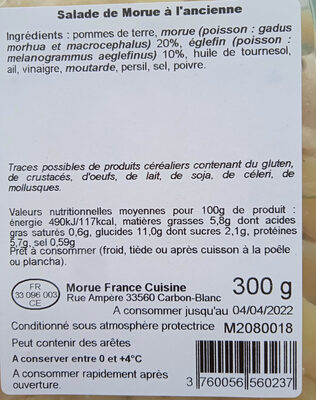 Salade de Morue à l'ancienne
Ingrédients : pommes de terre, morue (poisson : gadus
morhua et macrocephalus) 20%, églefin (poisson :
melanogrammus aeglefinus) 10%, huile de tournesol,
ail, vinaigre, moutarde, persil, sel, poivre.
Traces possibles de produits céréaliers contenant du gluten,
de crustacés, d'oeufs, de lait, de soja, de céleri, de
mollusques.
Valeurs nutritionnelles moyennes pour 100g de produit :
énergie 490kJ/117kcal, matières grasses 5,8g dont acides
gras saturés 0,6g, glucides 11,0g dont sucres 2,1g, protéines
5,7g, sel 0,59g
Prêt à consommer (froid, tiède ou après cuisson à la poêle
ou plancha).
FR
33 096 003
CE
Morue France Cuisine
Rue Ampère 33560 Carbon-Blanc
300 g
A consommer jusqu'au 04/04/2022
Conditionné sous atmosphère protectrice M2080018
Peut contenir des arêtes
A conserver entre 0 et +4°C
A consommer rapidement après
ouverture.
3 760056 560237